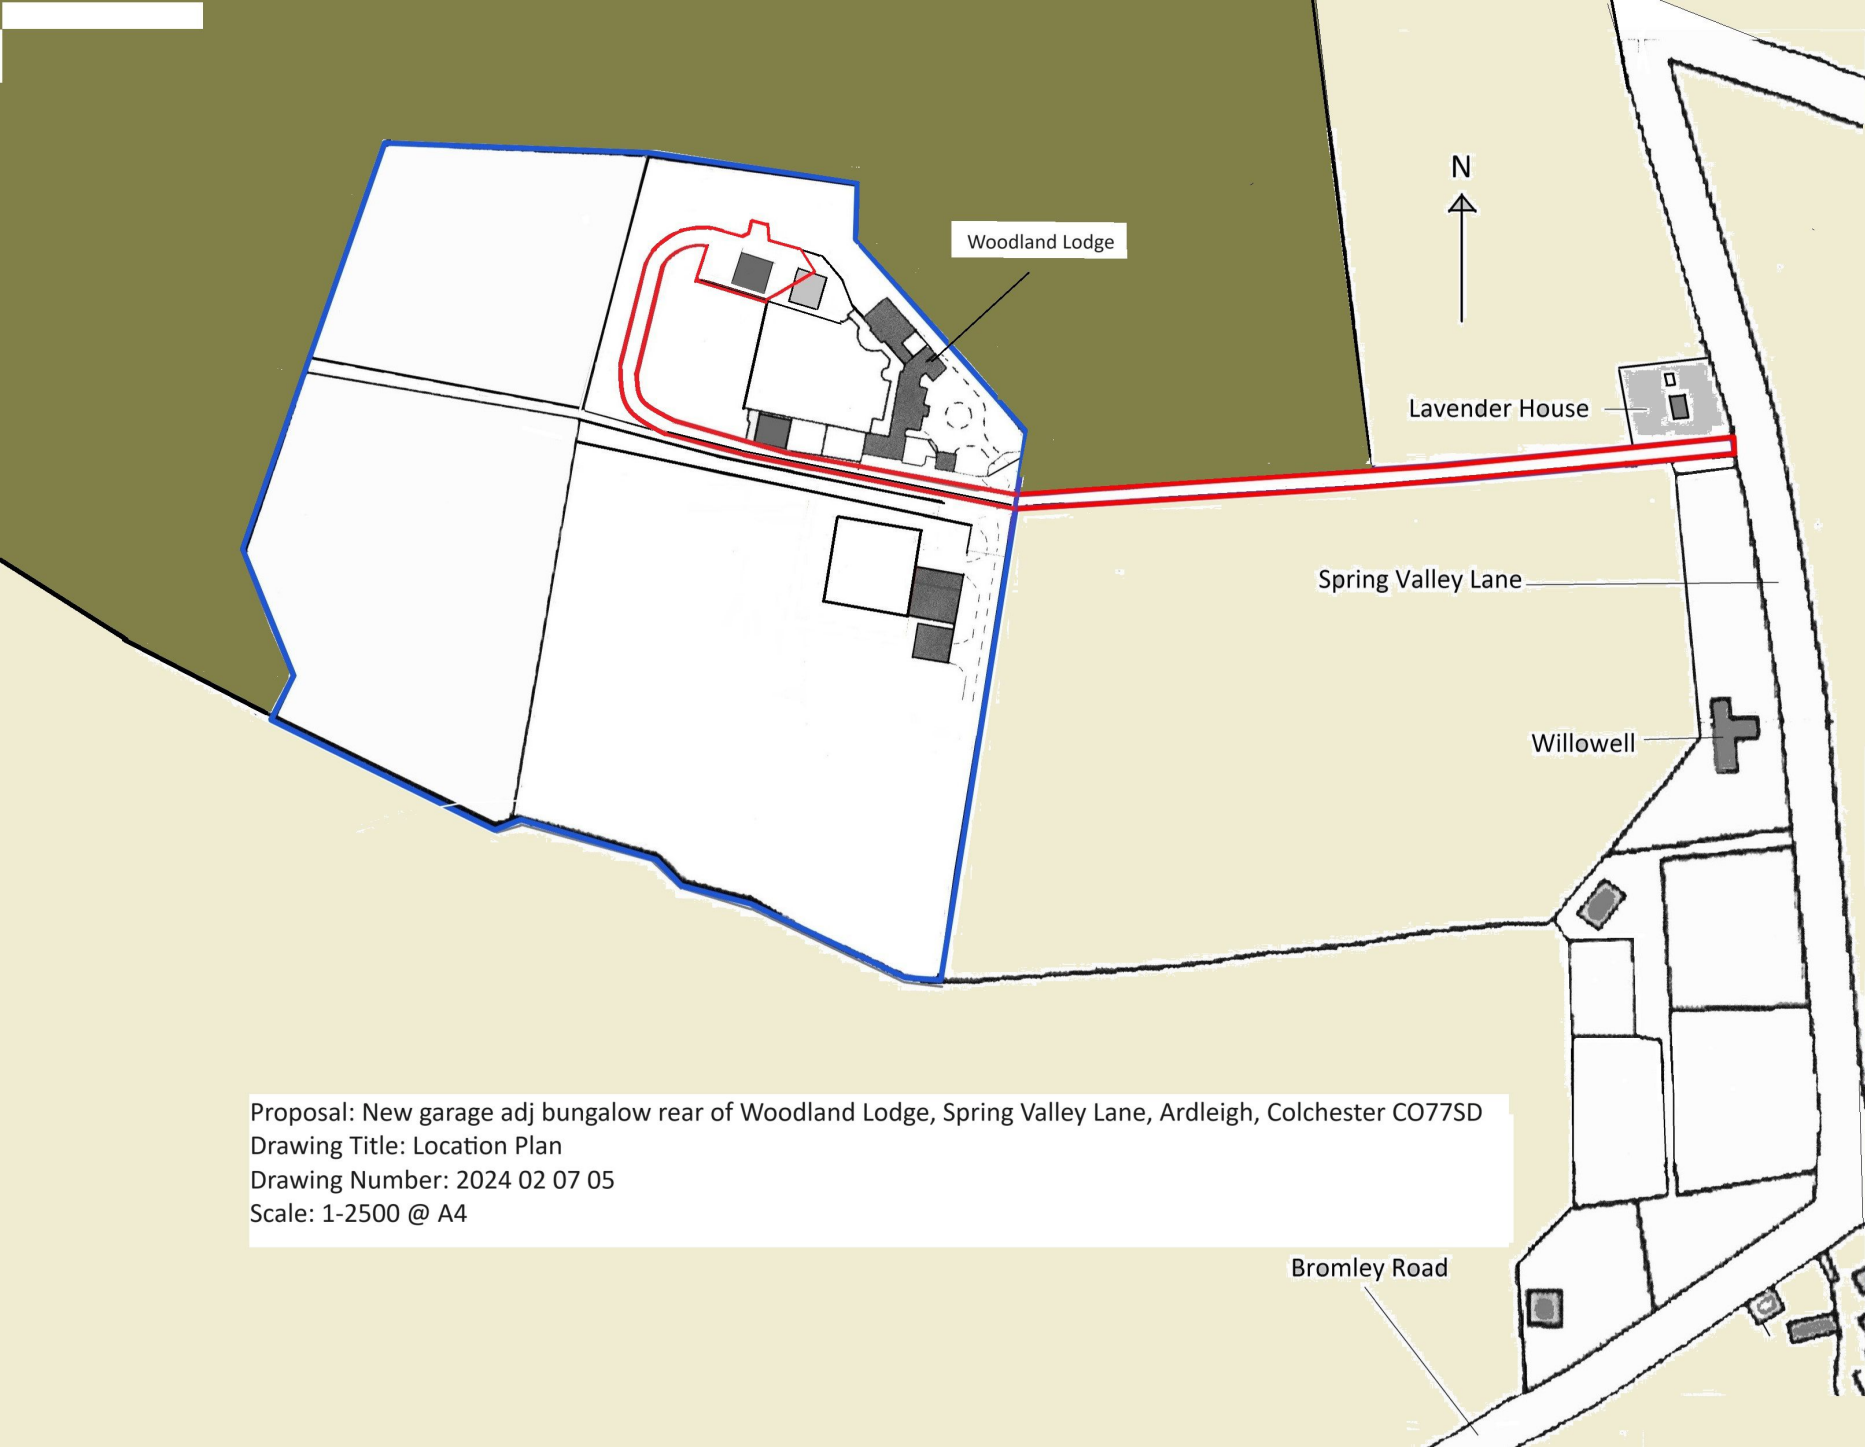 N
Woodland Lodge
Lavender House
Spring Valley Lane
Willowell
Proposal: New garage adj bungalow rear of Woodland Lodge, Spring Valley Lane, Ardleigh, Colchester CO77SD
Drawing Title: Location Plan
Drawing Number: 2024 02 07 05
Scale: 1-2500 @ A4
Bromley Road